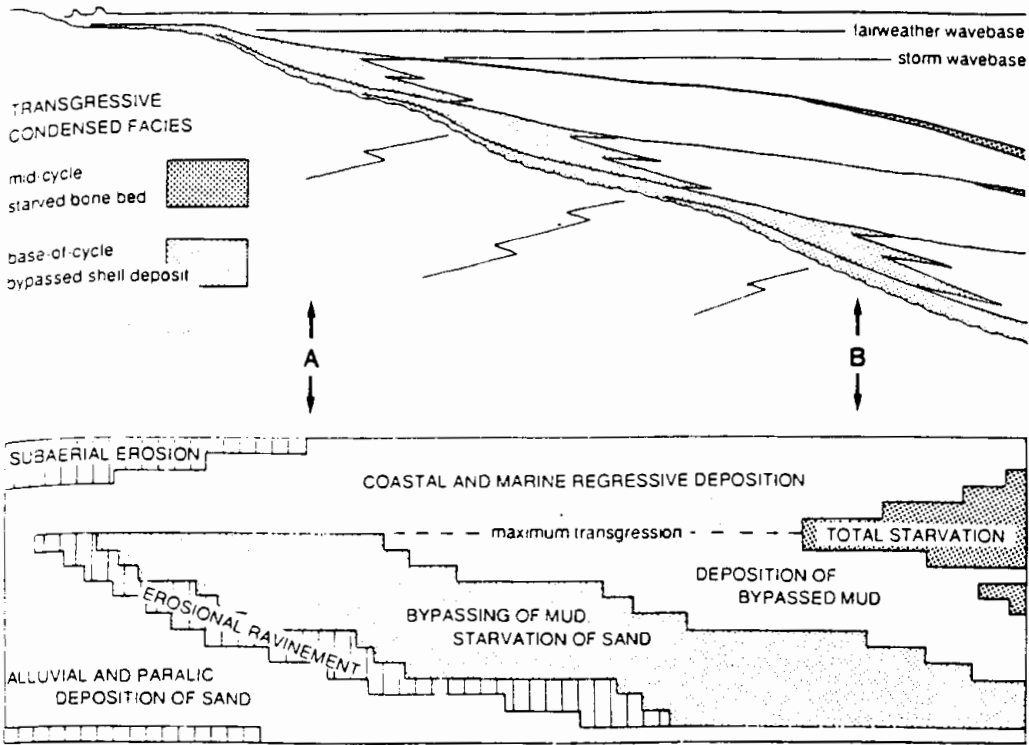 fairweather wavebase
storm wavebase
TRANSGRESSIVE
CONDENSED FACIES
mid-cycle
starved bone bed
base-of-cycle
bypassed shell deposit
A
B
SUBAERIAL EROSION
COASTAL AND MARINE REGRESSIVE DEPOSITION
maximum transgression
TOTAL STARVATION
DEPOSITION OF
BYPASSED MUD
EROSIONAL RAVINEMENT
BYPASSING OF MUD,
STARVATION OF SAND
ALLUVIAL AND PARALIC
DEPOSITION OF SAND